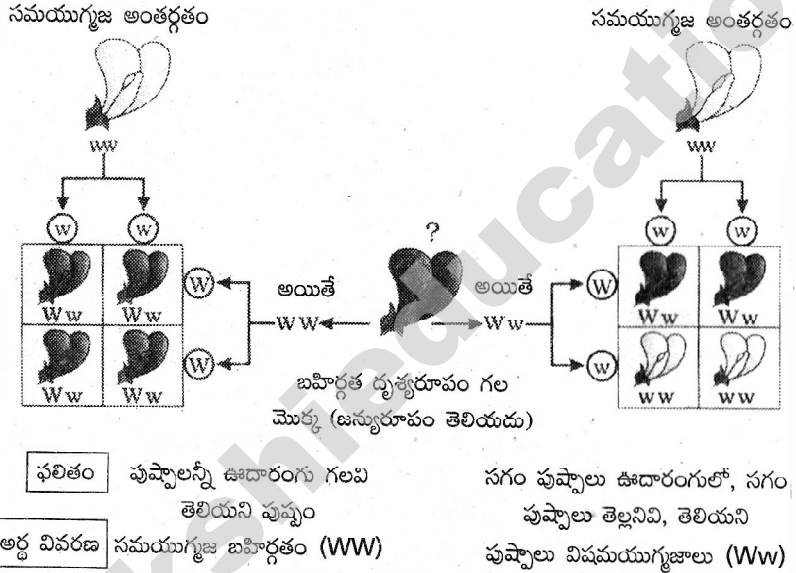 సమయుగ్మజ అంతర్గతం
సమయుగ్మజ అంతర్గతం
ww
ww
w w
w w
?
Ww Ww
W
అయితే
WW
అయితే
Ww
W
Ww Ww
Ww Ww
W
w
ww ww
బహిర్గత దృశ్యరూపం గల
మొక్క (జన్యురూపం తెలియదు)
ఫలితం పుష్పాలన్నీ ఊదారంగు గలవి
తెలియని పుష్పం
అర్థ వివరణ సమయుగ్మజ బహిర్గతం (WW)
సగం పుష్పాలు ఊదారంగులో, సగం
పుష్పాలు తెల్లనివి, తెలియని
పుష్పాలు విషమయుగ్మజాలు (Ww)